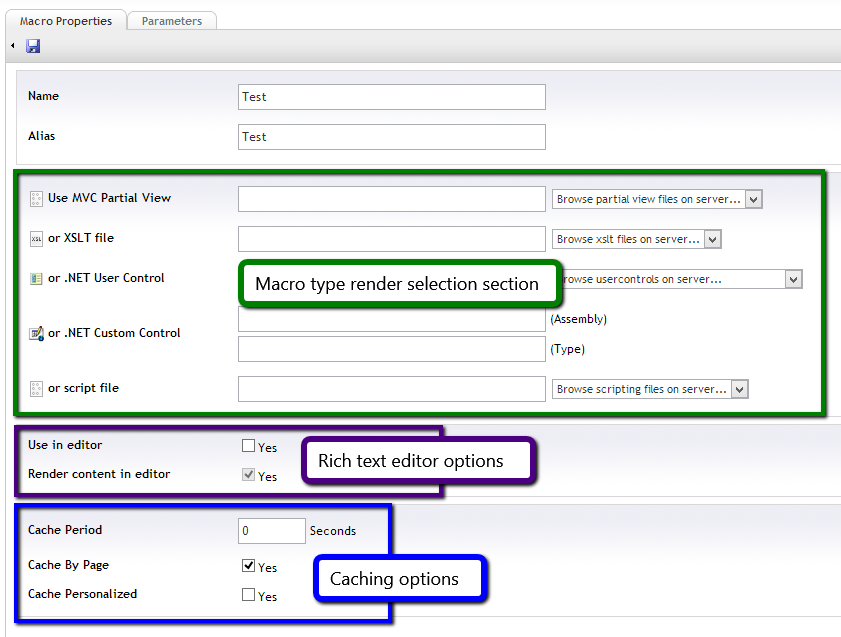 Macro Properties Parameters
Name Test
Alias Test
Use MVC Partial View Browse partial view files on server...
XSL or XSLT file Browse xslt files on server...
or .NET User Control rowse usercontrols on server...
Macro type render selection section
or .NET Custom Control (Assembly)
(Type)
or script file Browse scripting files on server...
Use in editor Yes
Rich text editor options
Render content in editor Yes
Cache Period 0 Seconds
Cache By Page Yes
Caching options
Cache Personalized Yes